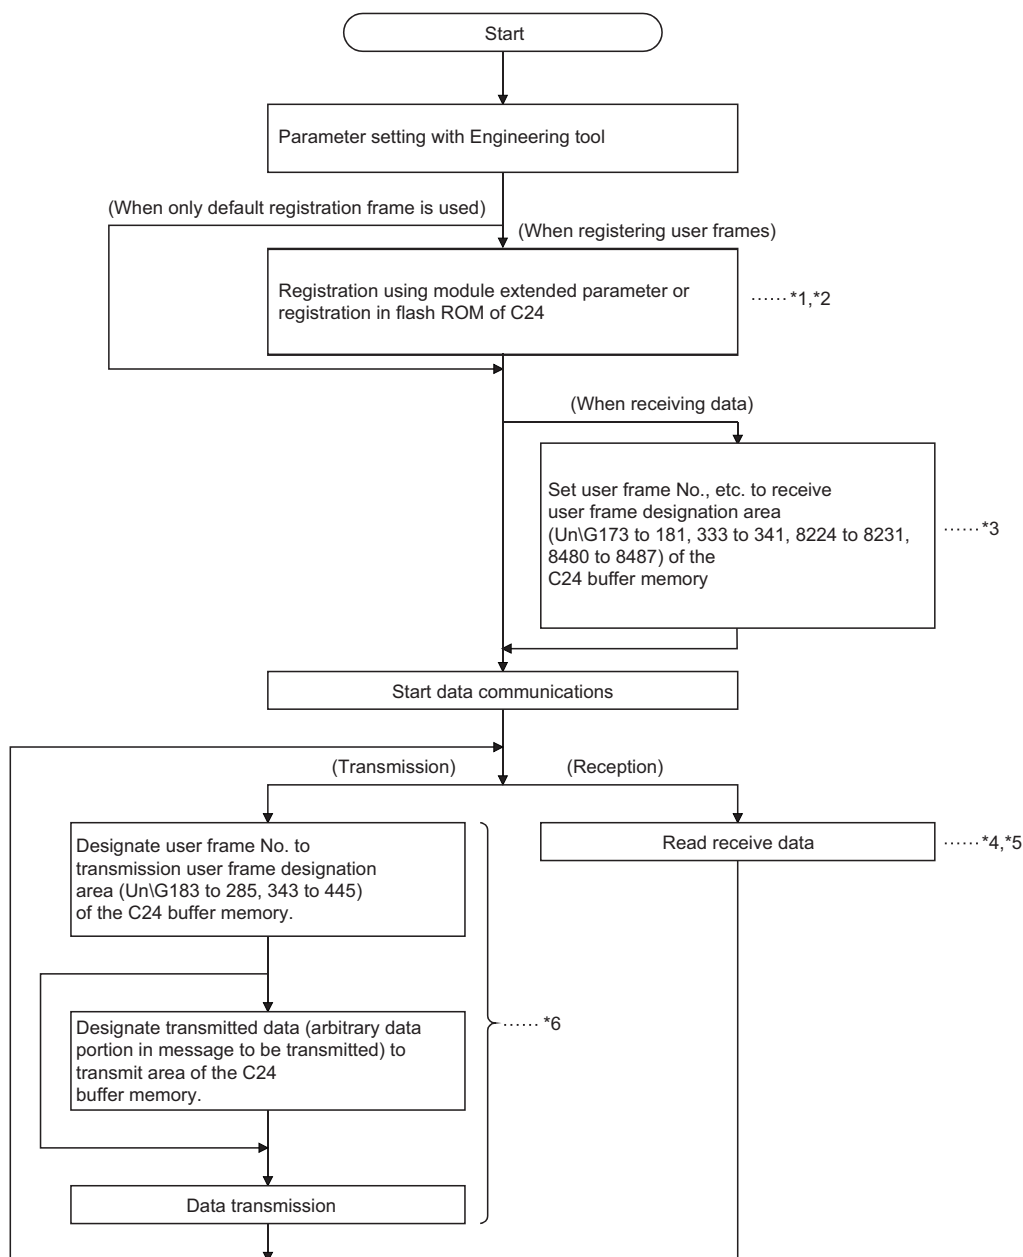 Start
Parameter setting with Engineering tool
(When only default registration frame is used)
(When registering user frames)
Registration using module extended parameter or
registration in flash ROM of C24
······ *1,*2
(When receiving data)
Set user frame No., etc. to receive
user frame designation area
(Un\G173 to 181, 333 to 341, 8224 to 8231,
8480 to 8487) of the
C24 buffer memory
······ *3
Start data communications
(Transmission)
(Reception)
Designate user frame No. to
transmission user frame designation
area (Un\G183 to 285, 343 to 445)
of the C24 buffer memory.
Read receive data
······ *4,*5
Designate transmitted data (arbitrary data
portion in message to be transmitted) to
transmit area of the C24
buffer memory.
······ *6
Data transmission